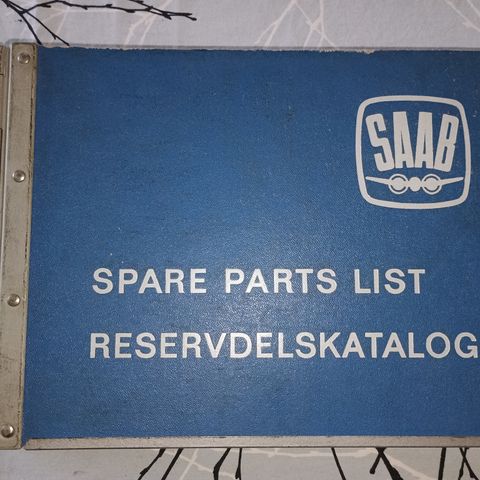 SAAB
SPARE PARTS LIST
RESERVDELSKATALOG